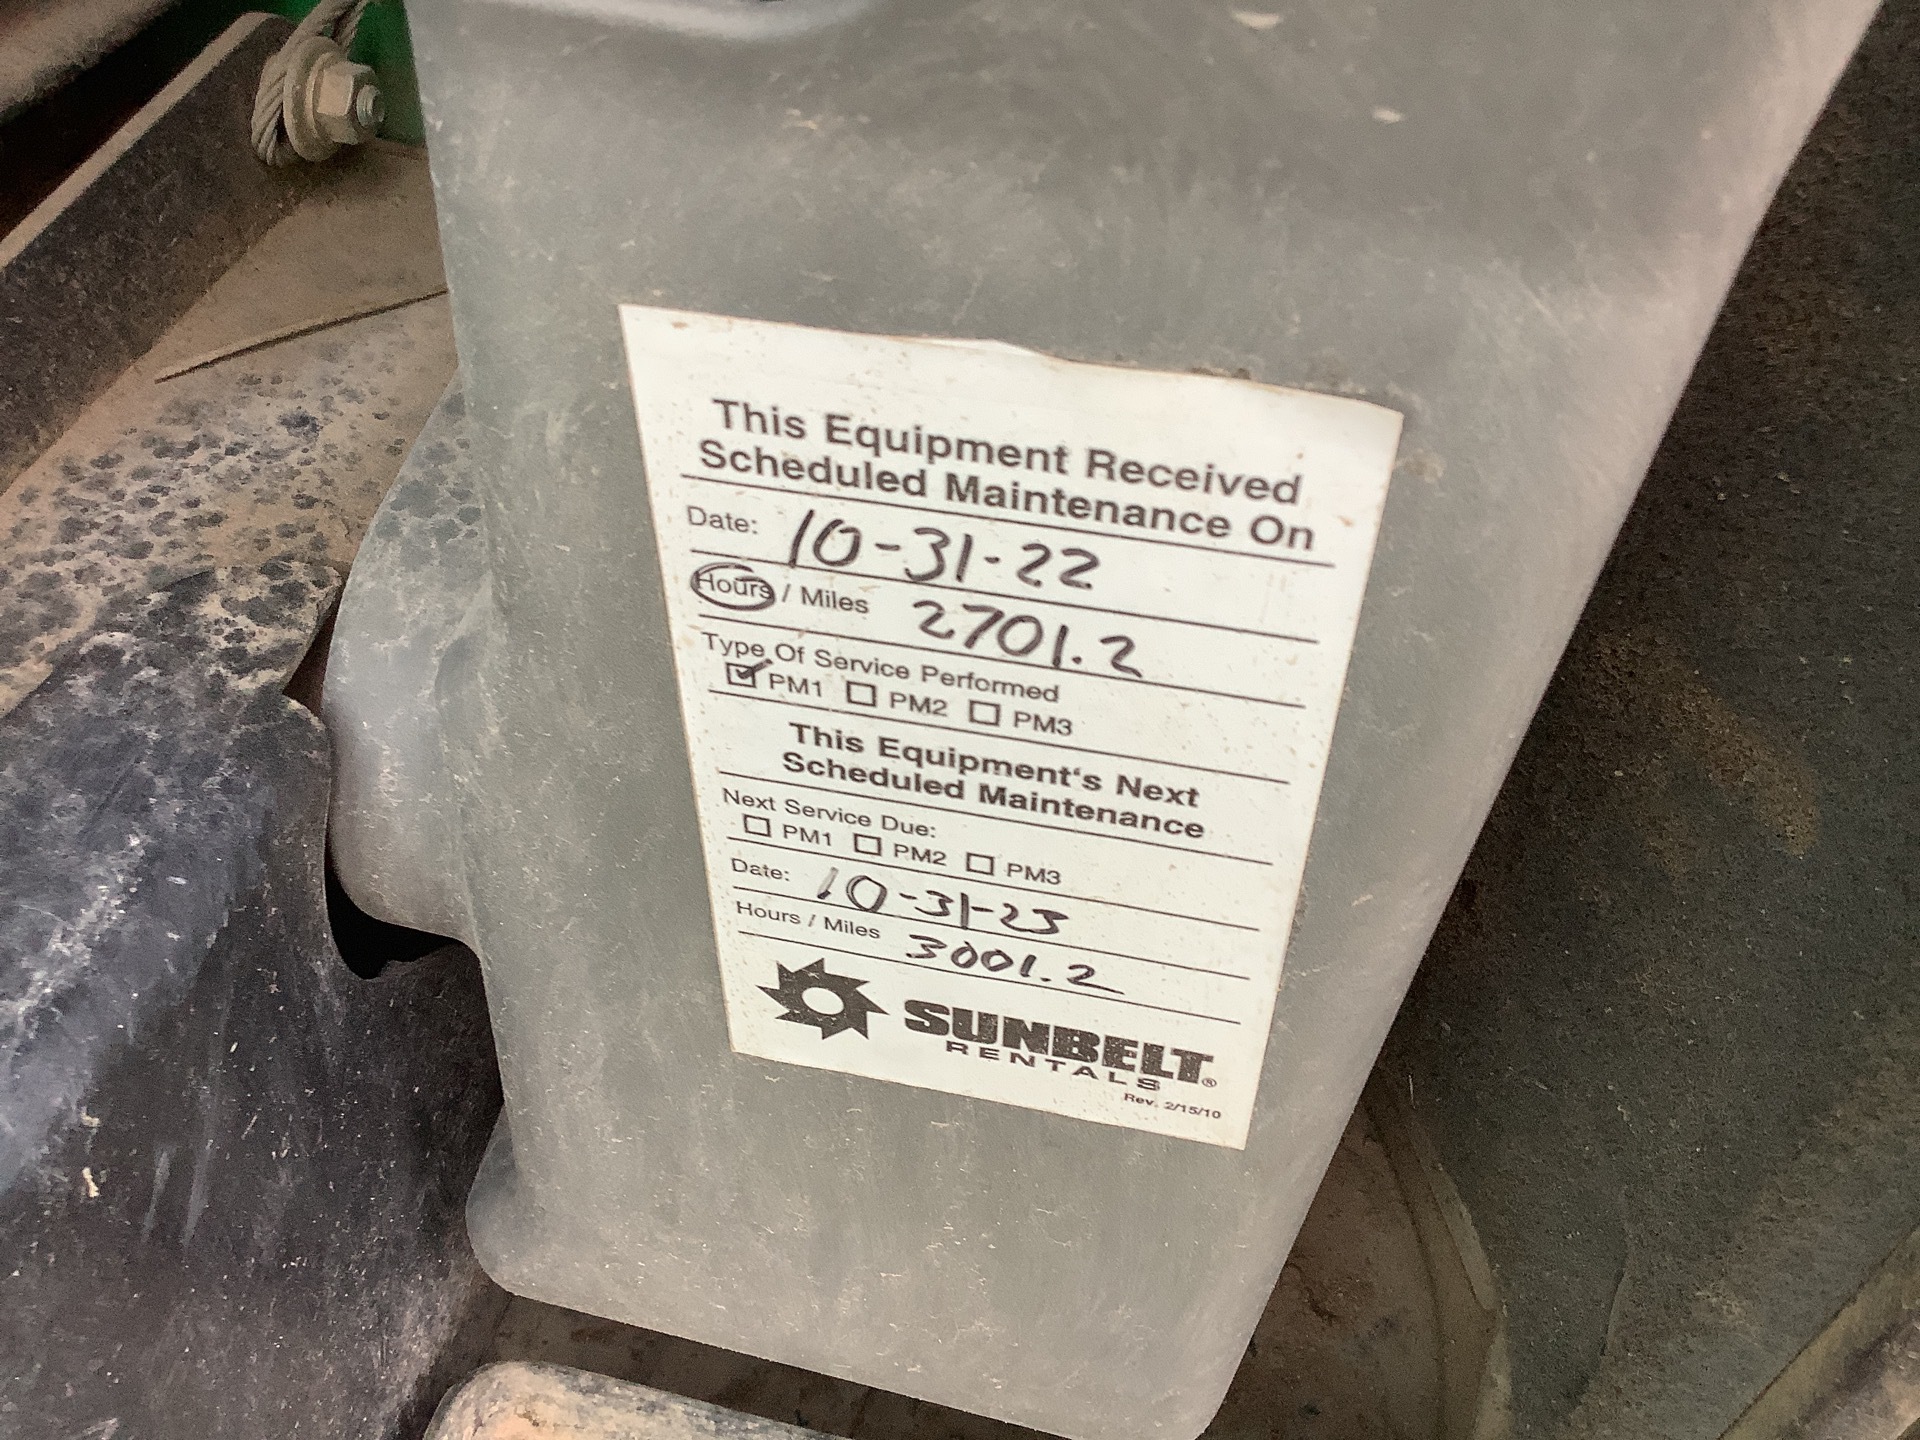 This Equipment Received
Scheduled Maintenance On
Date: 10-31-22
Hours / Miles 2701.2
Type Of Service Performed
PM1 PM2 PM3
This Equipment‘s Next
Scheduled Maintenance
Next Service Due:
PM1 PM2 PM3
Date: 10-31-23
Hours / Miles 3001.2
SUNBELT®
RENTALS
Rev. 2/15/10